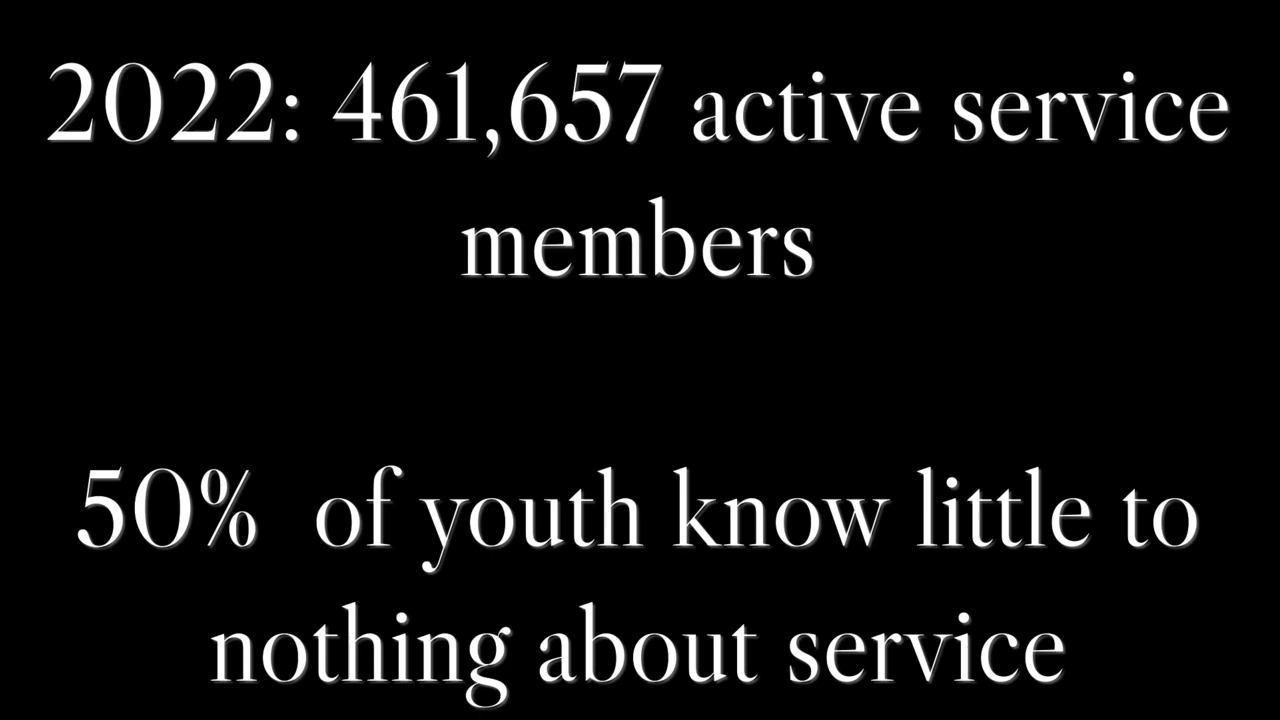 2022: 461,657 active service
members
50% of youth know little to
nothing about service